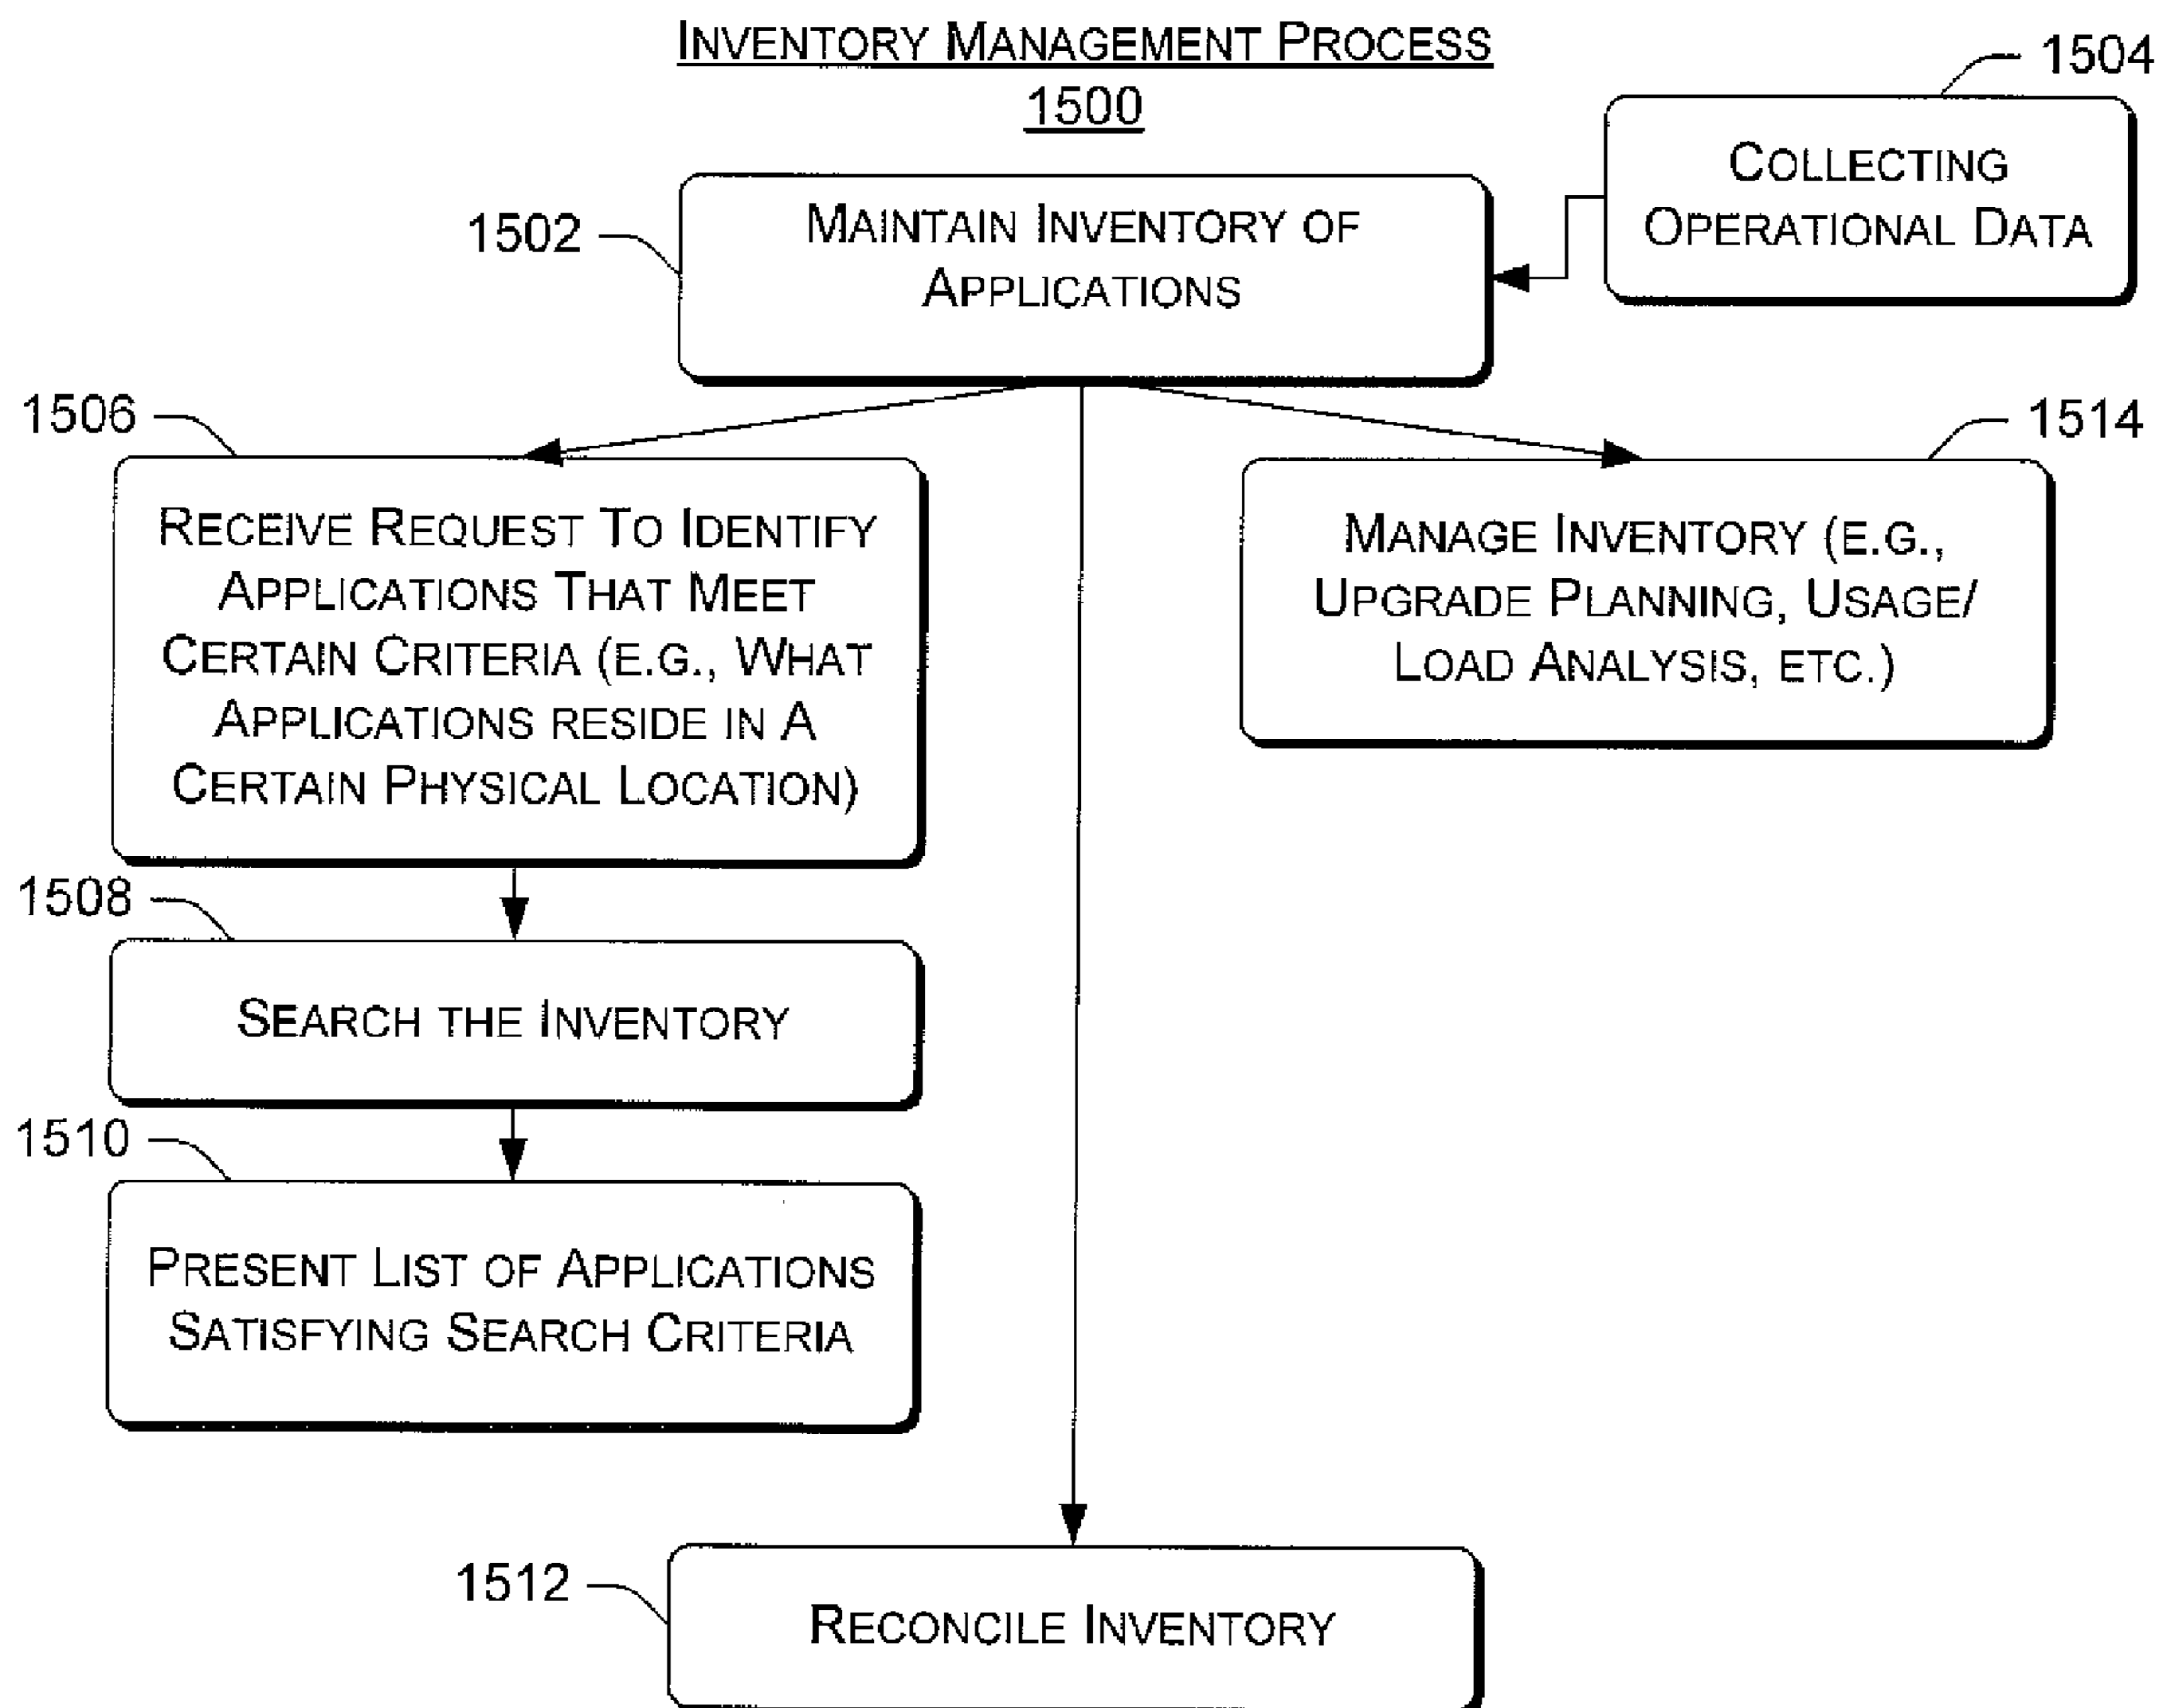 INVENTORY MANAGEMENT PROCESS
1500
1504
COLLECTING
OPERATIONAL DATA
1502
MAINTAIN INVENTORY OF
APPLICATIONS
1506
RECEIVE REQUEST TO IDENTIFY
APPLICATIONS THAT MEET
CERTAIN CRITERIA (E.G., WHAT
APPLICATIONS RESIDE IN A
CERTAIN PHYSICAL LOCATION)
1514
MANAGE INVENTORY (E.G.,
UPGRADE PLANNING, USAGE/
LOAD ANALYSIS, ETC.)
1508
SEARCH THE INVENTORY
1510
PRESENT LIST OF APPLICATIONS
SATISFYING SEARCH CRITERIA
1512
RECONCILE INVENTORY